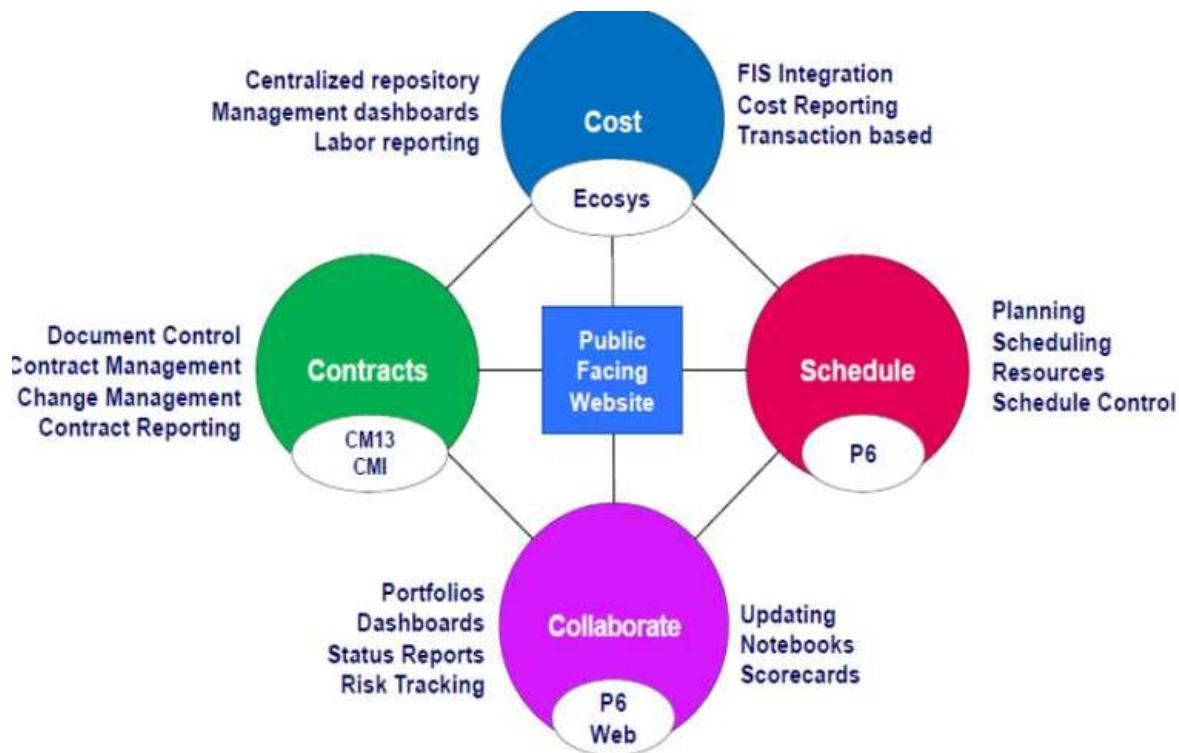 Centralized repository
Management dashboards
Labor reporting
Cost
Ecosys
FIS Integration
Cost Reporting
Transaction based
Document Control
Contract Management
Change Management
Contract Reporting
Contracts
CM13
CMI
Public
Facing
Website
Schedule
P6
Planning
Scheduling
Resources
Schedule Control
Portfolios
Dashboards
Status Reports
Risk Tracking
Collaborate
P6
Web
Updating
Notebooks
Scorecards